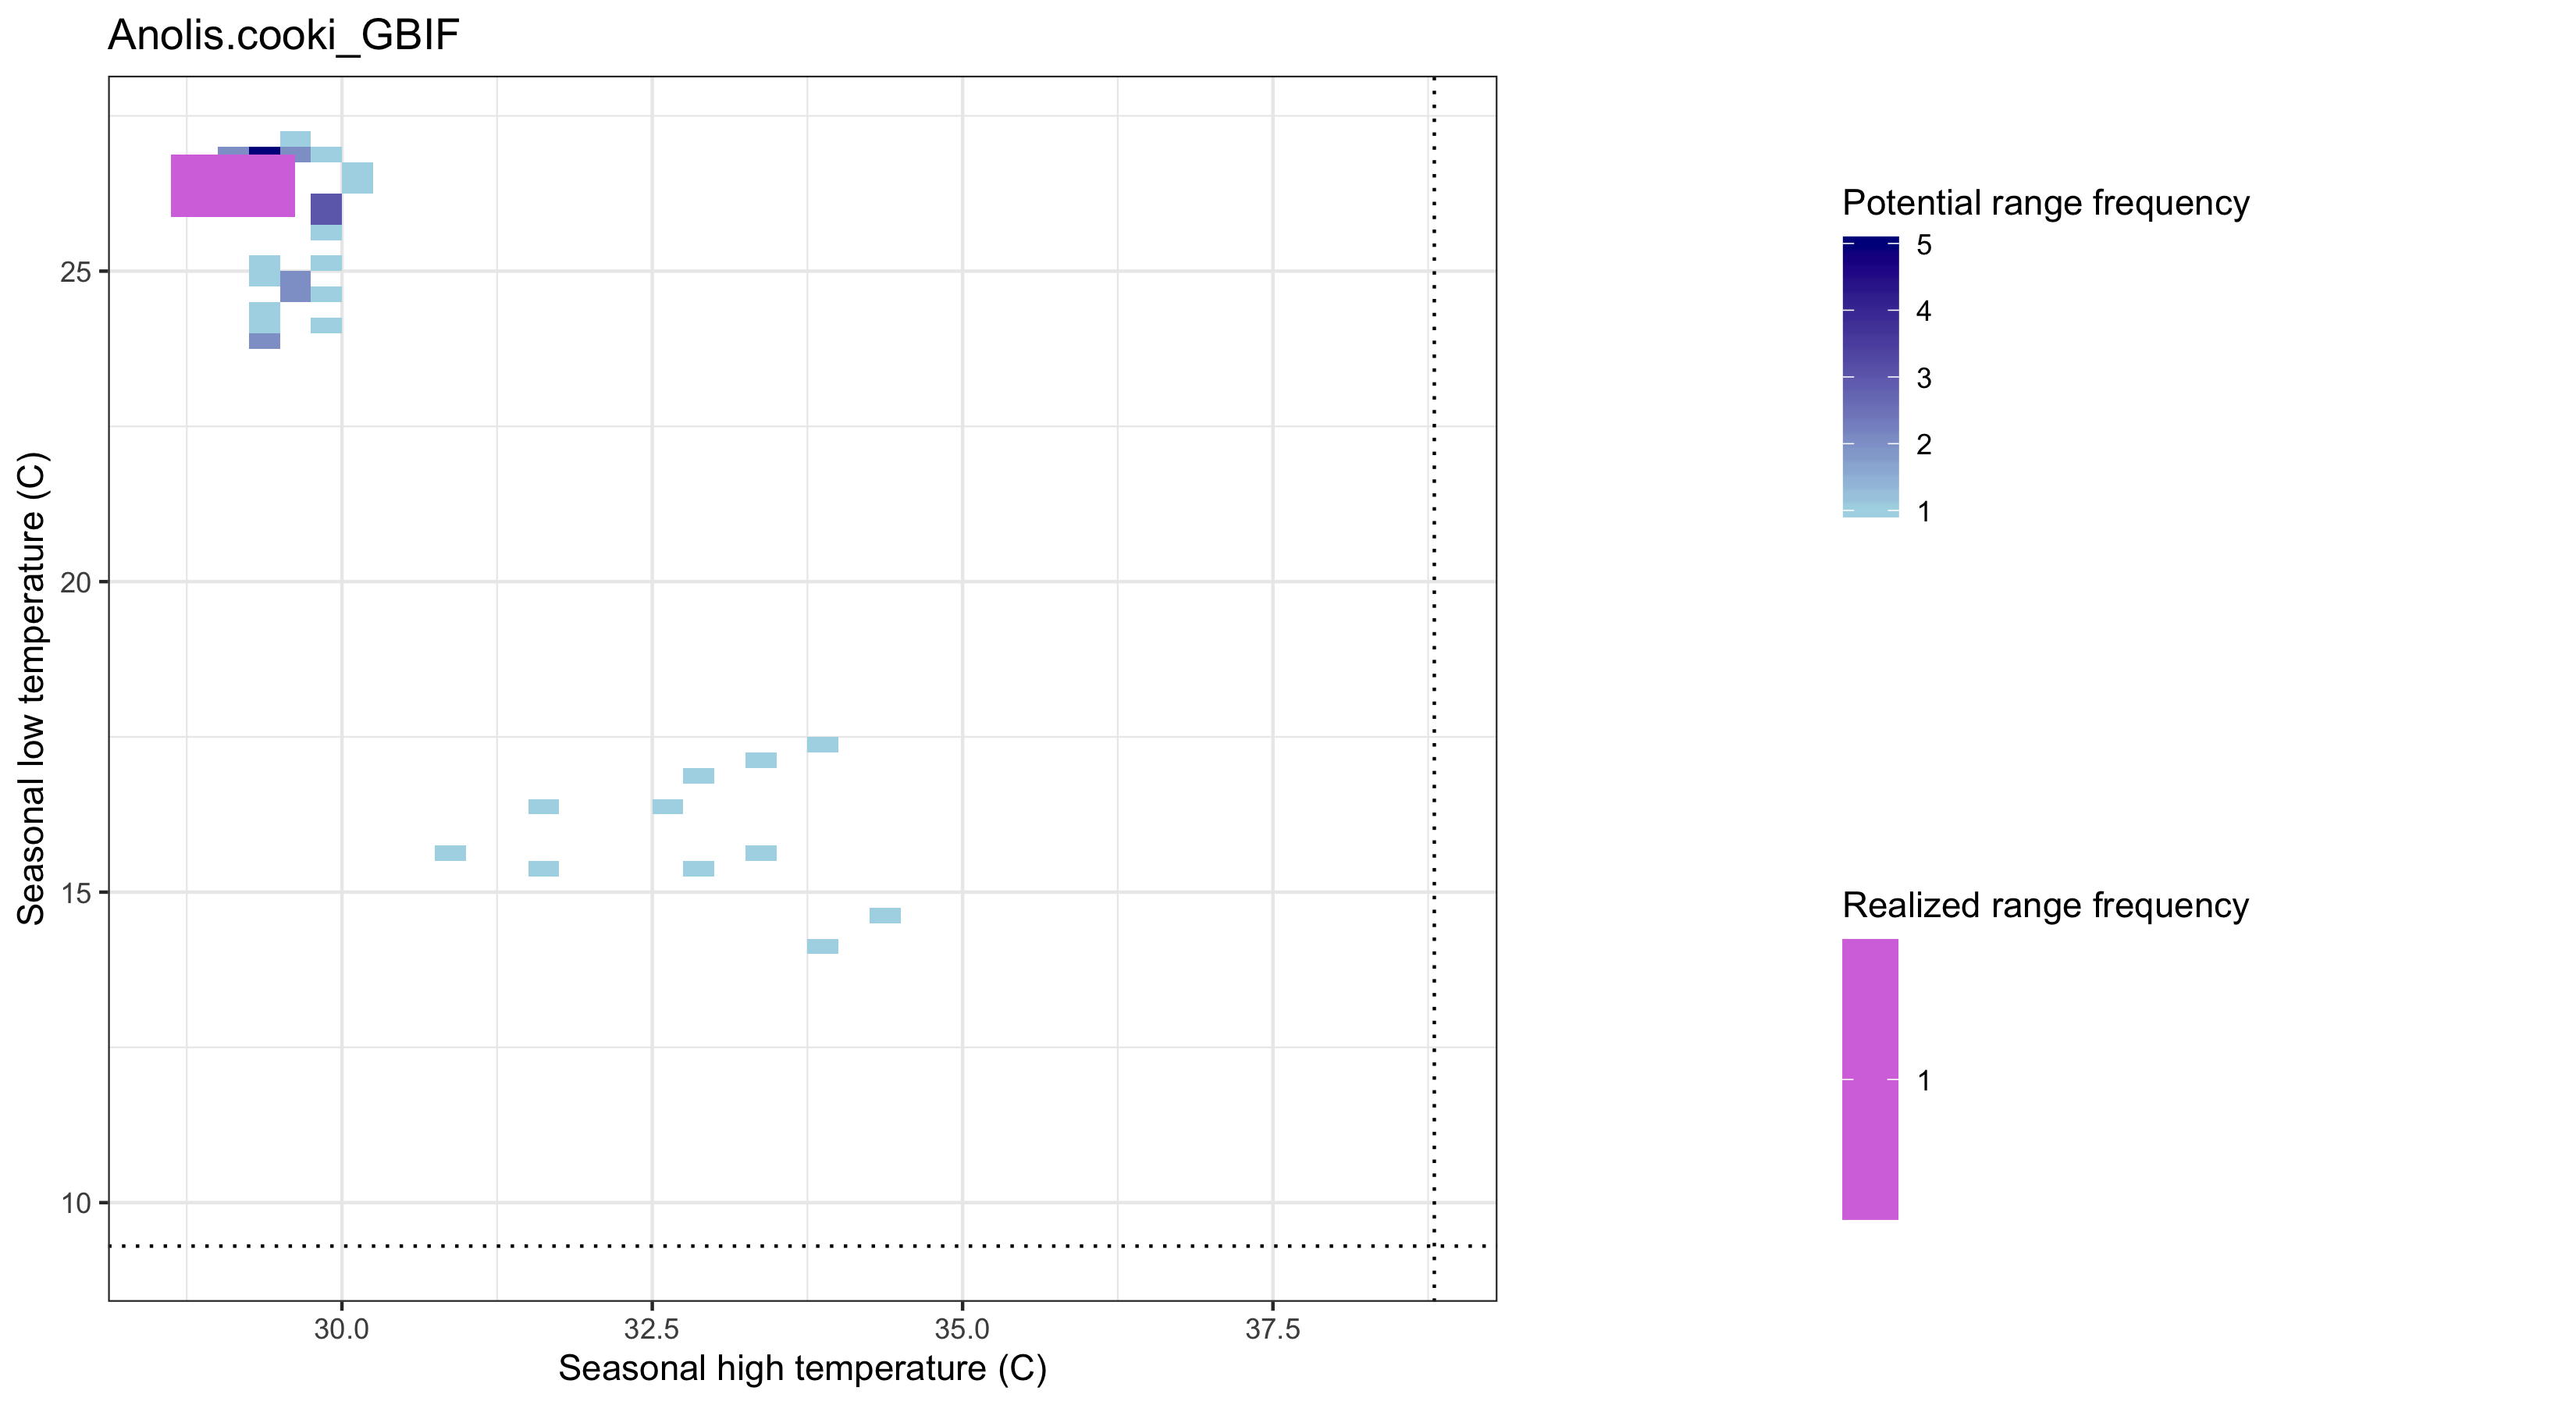 Anolis.cooki_GBIF
Seasonal low temperature (C)
25
20
15
10
30.0
32.5
35.0
37.5
Seasonal high temperature (C)
Potential range frequency
5
4
3
2
1
Realized range frequency
1